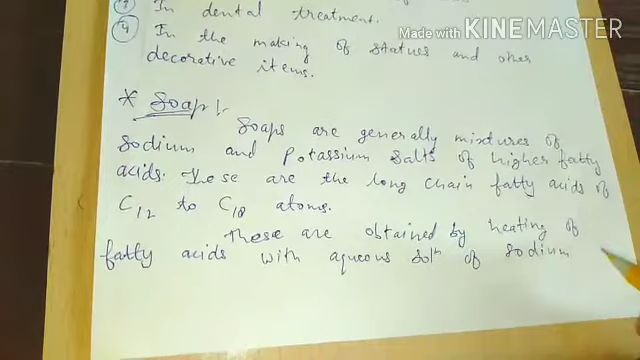 (3) In dental treatment.
Made with KINEMASTER
(4) In the making of statues and other
decorative items.
* Soap :-
Soaps are generally mixtures of
sodium and potassium salts of higher fatty
acids. These are the long chain fatty acids of
C12 to C18 atoms.
These are obtained by heating of
fatty acids with aqueous solⁿ of sodium